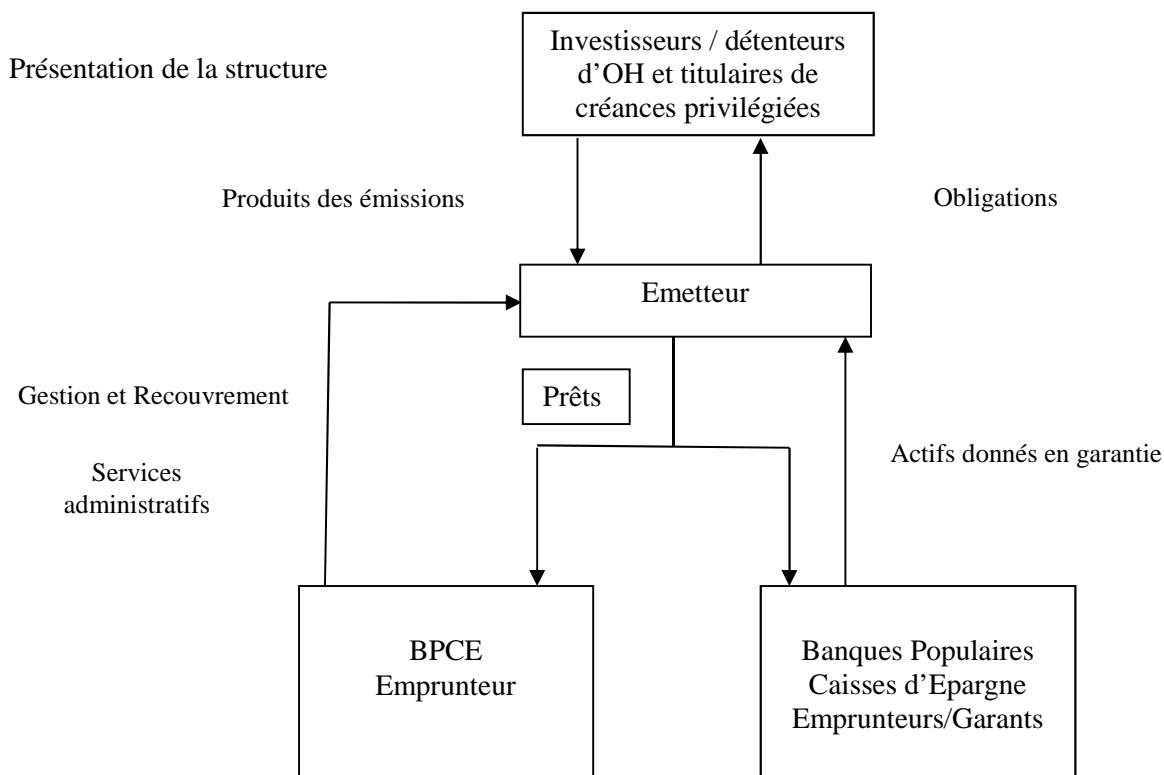 Présentation de la structure
Investisseurs / détenteurs
d’OH et titulaires de
créances privilégiées
Produits des émissions
Obligations
Emetteur
Gestion et Recouvrement
Prêts
Services
administratifs
Actifs donnés en garantie
BPCE
Emprunteur
Banques Populaires
Caisses d’Epargne
Emprunteurs/Garants